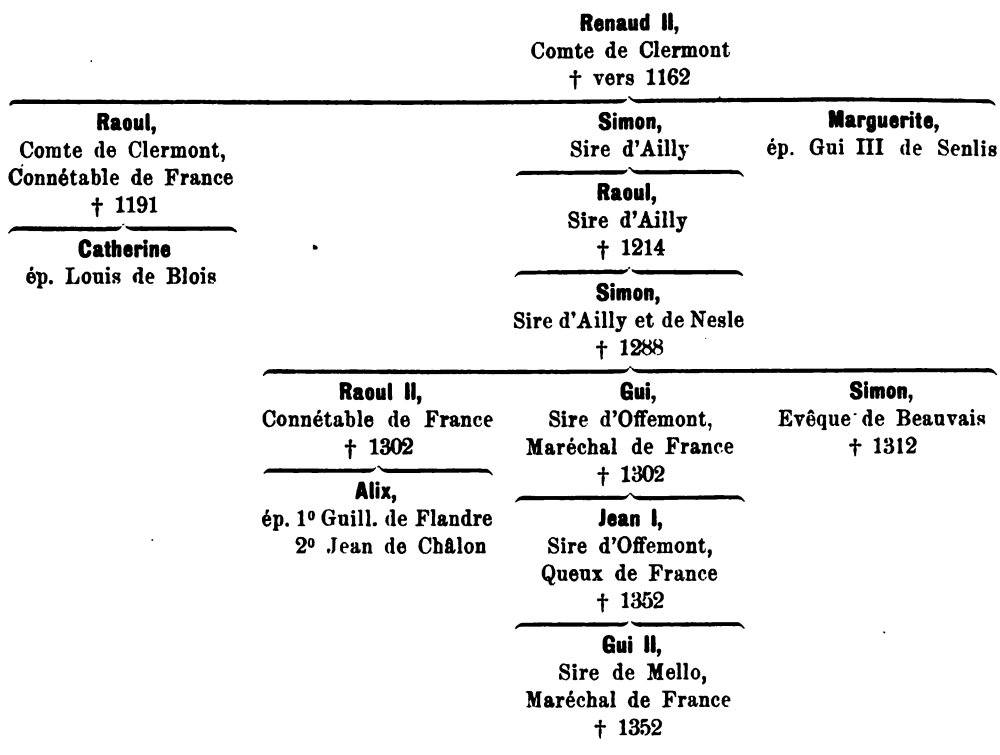 Renaud II,
Comte de Clermont
† vers 1162
Raoul,
Comte de Clermont,
Connétable de France
† 1191
Simon,
Sire d'Ailly
Marguerite,
ép. Gui III de Senlis
Catherine
ép. Louis de Blois
Raoul,
Sire d'Ailly
† 1214
Simon,
Sire d'Ailly et de Nesle
† 1288
Raoul II,
Connétable de France
† 1302
Gui,
Sire d'Offemont,
Maréchal de France
† 1302
Simon,
Evêque de Beauvais
† 1312
Alix,
ép. 1º Guill. de Flandre
2º Jean de Châlon
Jean I,
Sire d'Offemont,
Queux de France
† 1352
Gui II,
Sire de Mello,
Maréchal de France
† 1352